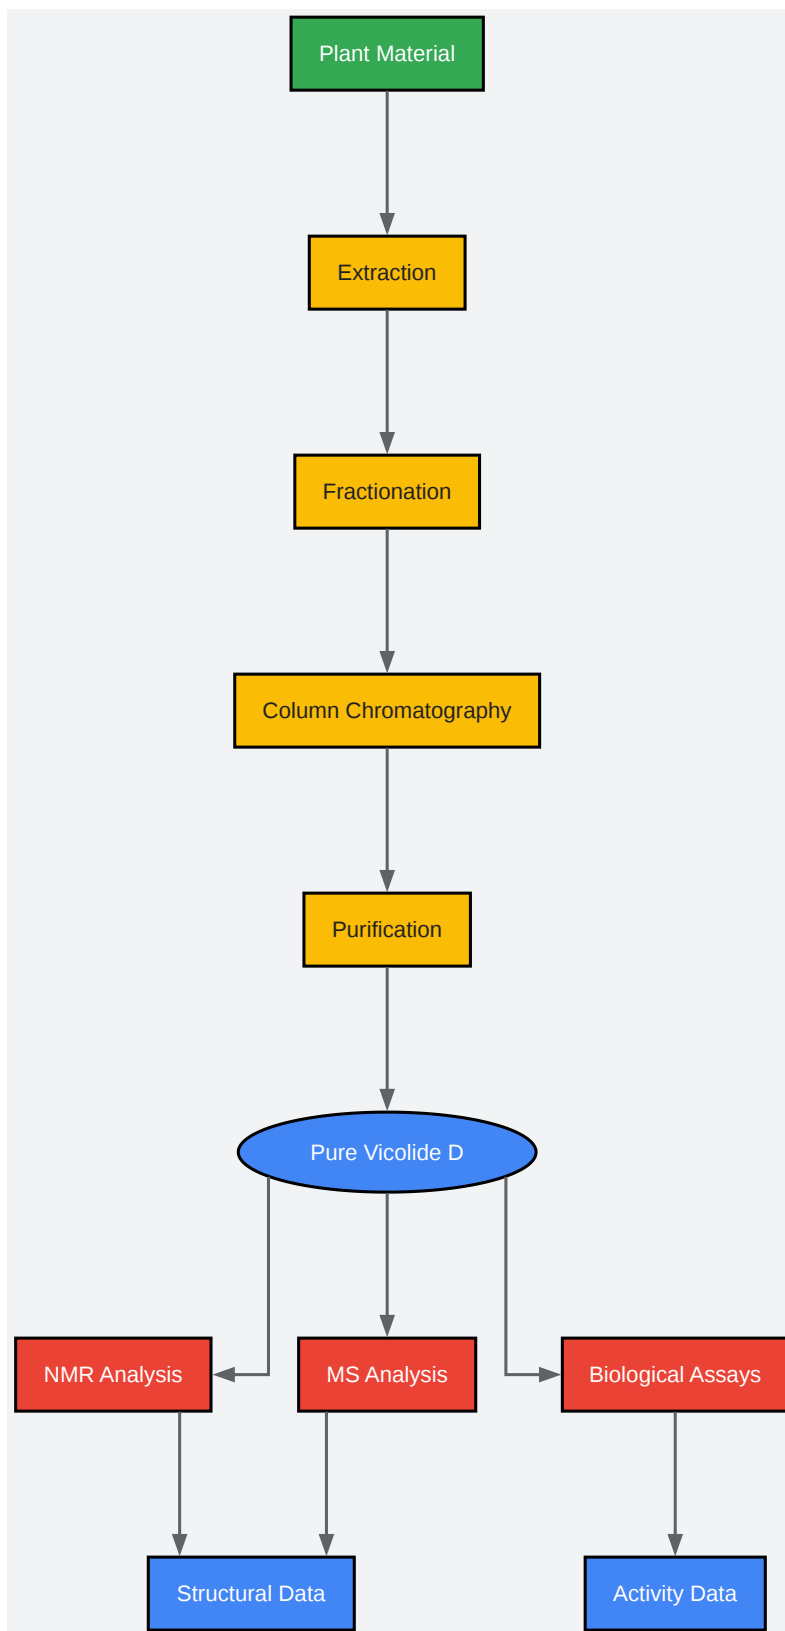 Plant Material
Extraction
Fractionation
Column Chromatography
Purification
Pure Vicolide D
NMR Analysis
MS Analysis
Biological Assays
Structural Data
Activity Data